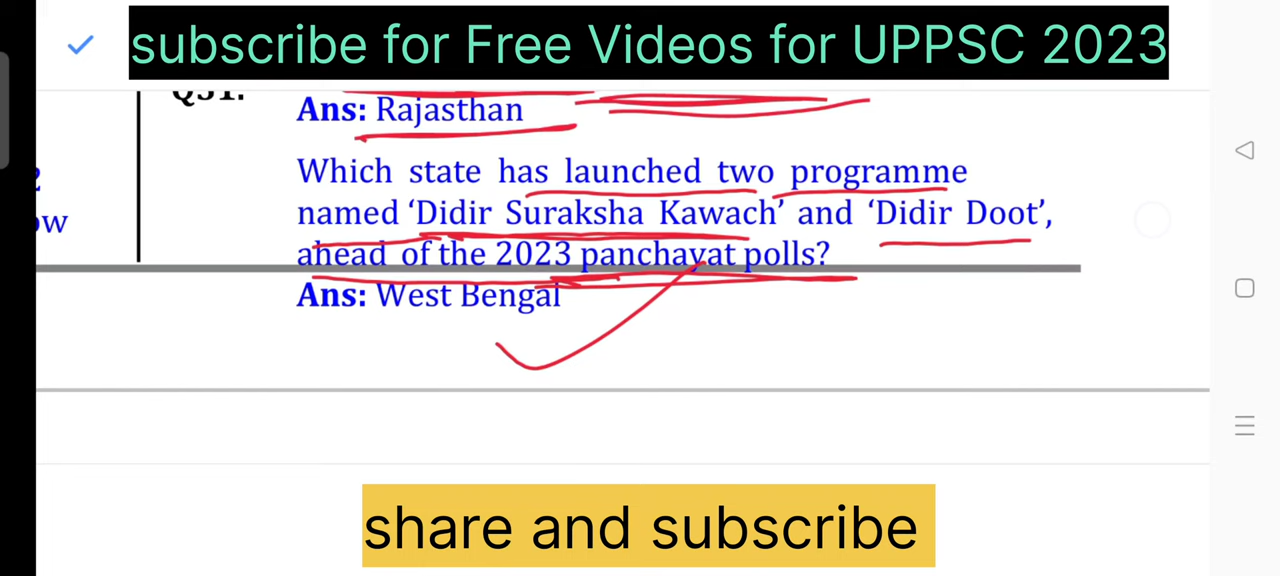 subscribe for Free Videos for UPPSC 2023
Ans: Rajasthan
Which state has launched two programme
named ‘Didir Suraksha Kawach’ and ‘Didir Doot’,
ow
ahead of the 2023 panchayat polls?
Ans: West Bengal
share and subscribe